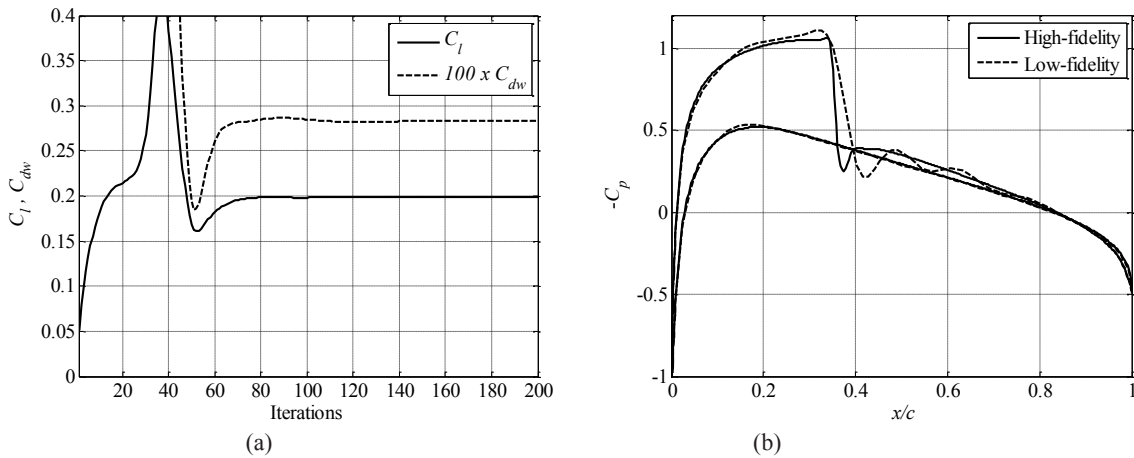 0.4
0.35
0.3
0.25
0.2
0.15
0.1
0.05
0
C_l , C_dw
C_l
100 x C_dw
20 40 60 80 100 120 140 160 180 200
Iterations
(a)
1
0.5
0
-0.5
-1
-C_p
High-fidelity
Low-fidelity
0 0.2 0.4 0.6 0.8 1
x/c
(b)